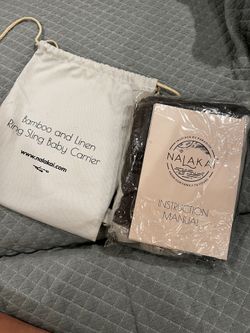 Bamboo and Linen
Ring Sling Baby Carrier
www.nalakai.com
NALAKAI
INSTRUCTION
MANUAL